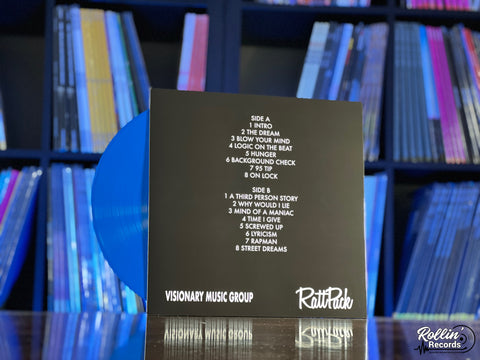 SIDE A
1 INTRO
2 THE DREAM
3 BLOW YOUR MIND
4 LOGIC ON THE BEAT
5 HUNGER
6 BACKGROUND CHECK
7 95 TIP
8 ON LOCK
SIDE B
1 A THIRD PERSON STORY
2 WHY WOULD I LIE
3 MIND OF A MANIAC
4 TIME I GIVE
5 SCREWED UP
6 LYRICISM
7 RAPMAN
8 STREET DREAMS
VISIONARY MUSIC GROUP
RattPack
Rollin'
Records